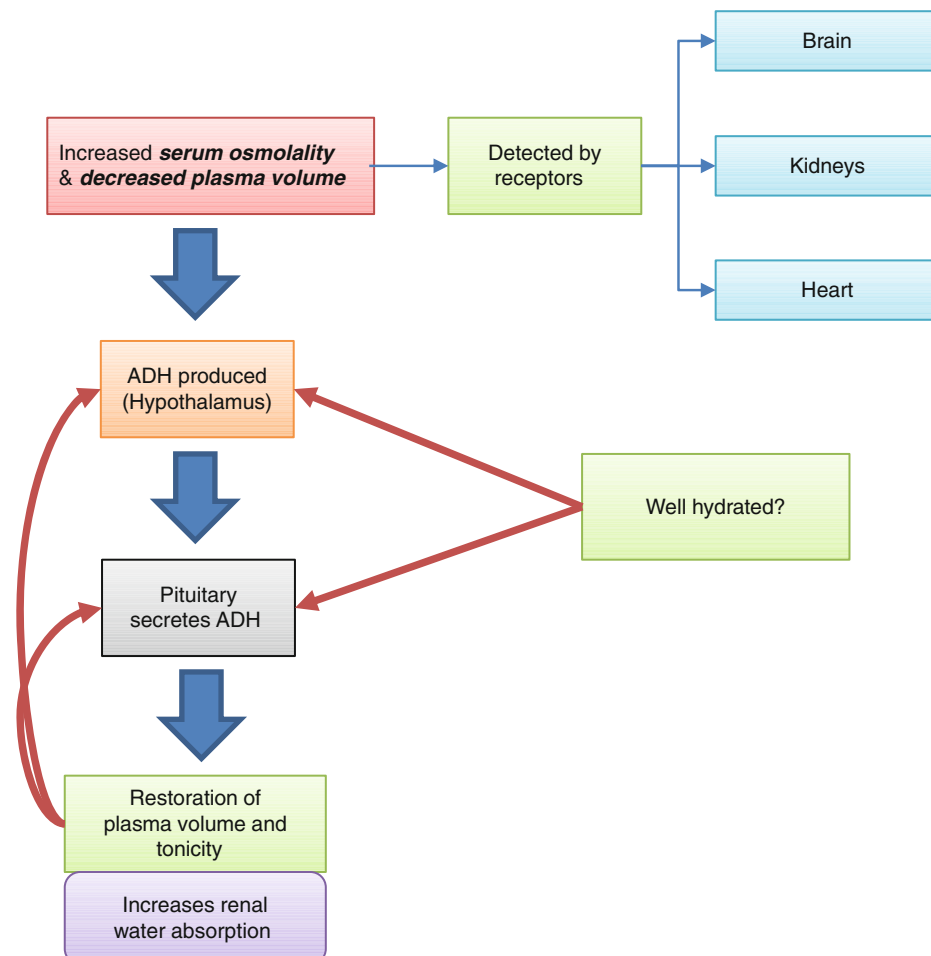 Brain
Increased serum osmolality
& decreased plasma volume
Detected by
receptors
Kidneys
Heart
ADH produced
(Hypothalamus)
Well hydrated?
Pituitary
secretes ADH
Restoration of
plasma volume and
tonicity
Increases renal
water absorption